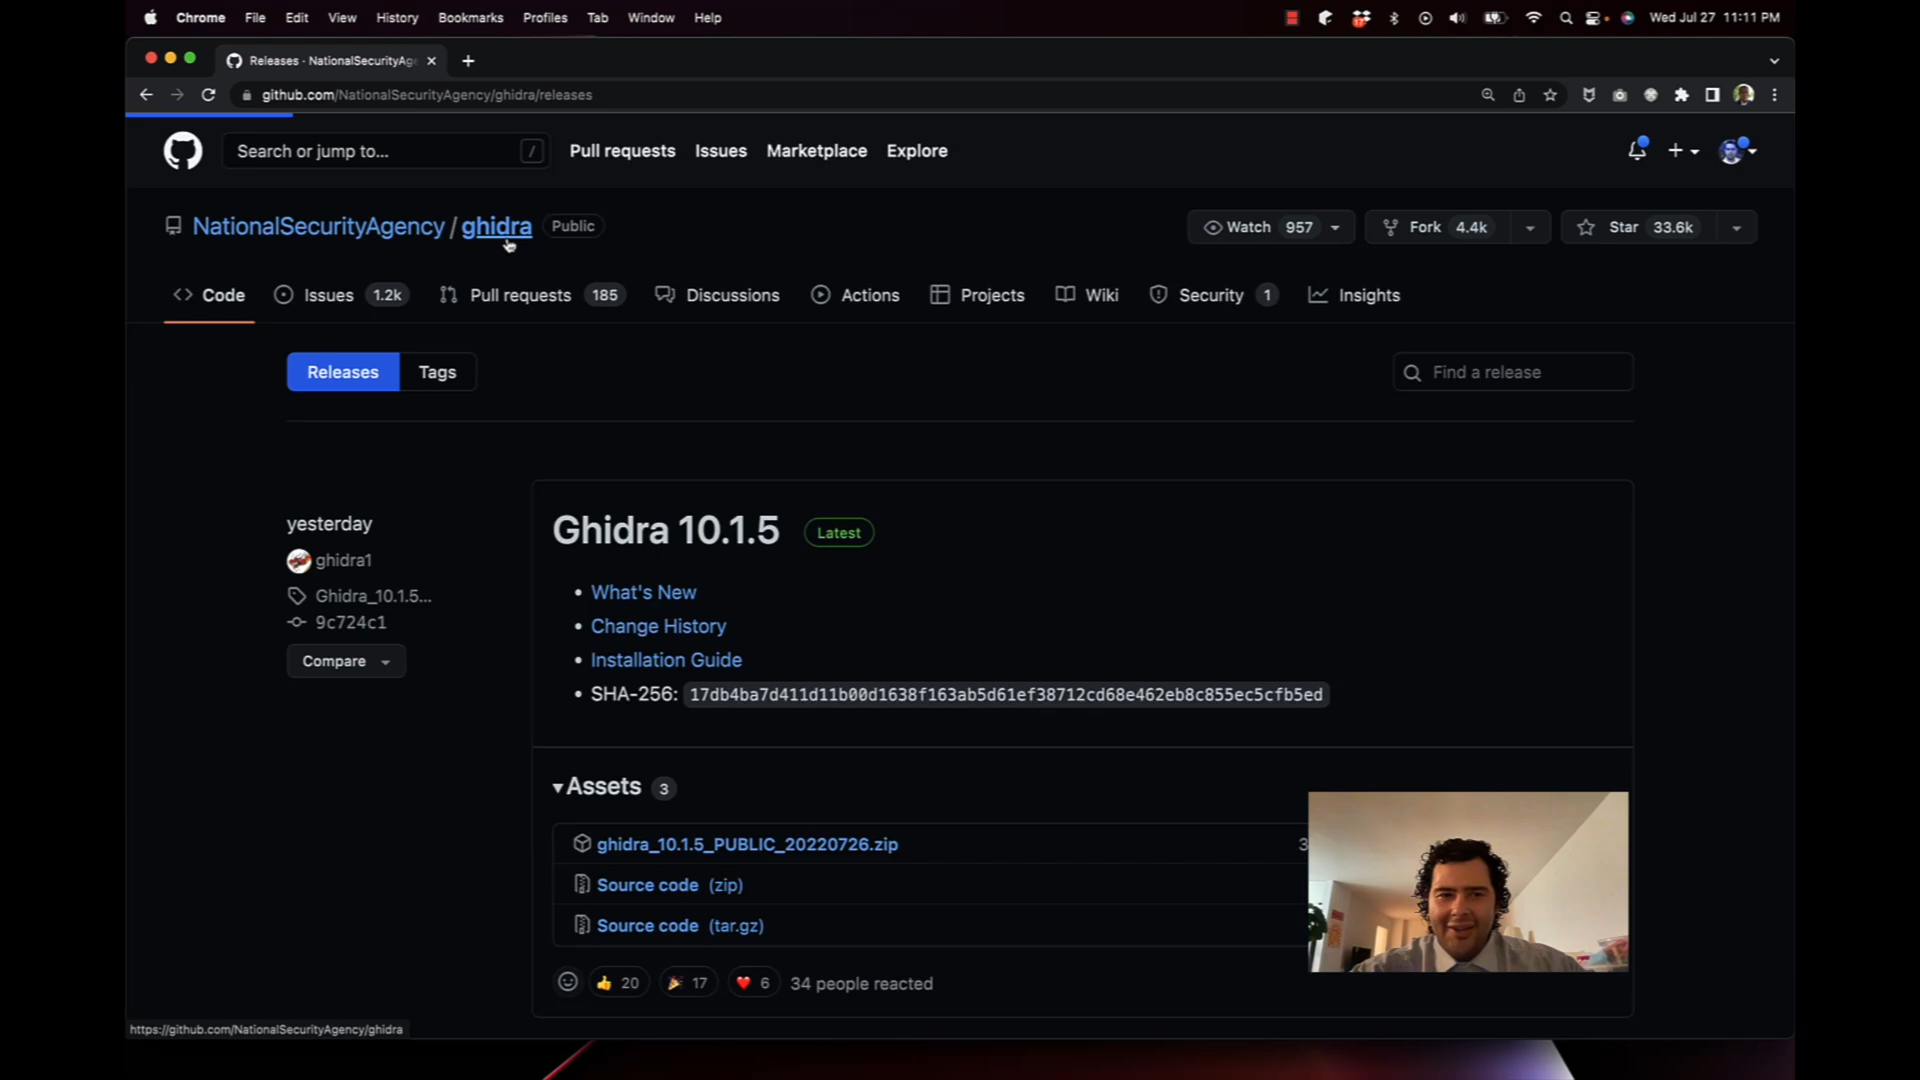 Chrome File Edit View History Bookmarks Profiles Tab Window Help
17
Wed Jul 27 11:11 PM
Releases · NationalSecurityAge
github.com/NationalSecurityAgency/ghidra/releases
Search or jump to... /
Pull requests Issues Marketplace Explore
NationalSecurityAgency / ghidra Public
Watch 957 Fork 4.4k Star 33.6k
Code Issues 1.2k Pull requests 185 Discussions Actions Projects Wiki Security 1 Insights
Releases Tags
Find a release
yesterday
ghidra1
Ghidra_10.1.5...
9c724c1
Compare
Ghidra 10.1.5 Latest
• What's New
• Change History
• Installation Guide
• SHA-256: 17db4ba7d411d11b00d1638f163ab5d61ef38712cd68e462eb8c855ec5cfb5ed
Assets 3
ghidra_10.1.5_PUBLIC_20220726.zip 3
Source code (zip)
Source code (tar.gz)
👍 20 🎉 17 ❤️ 6 34 people reacted
https://github.com/NationalSecurityAgency/ghidra